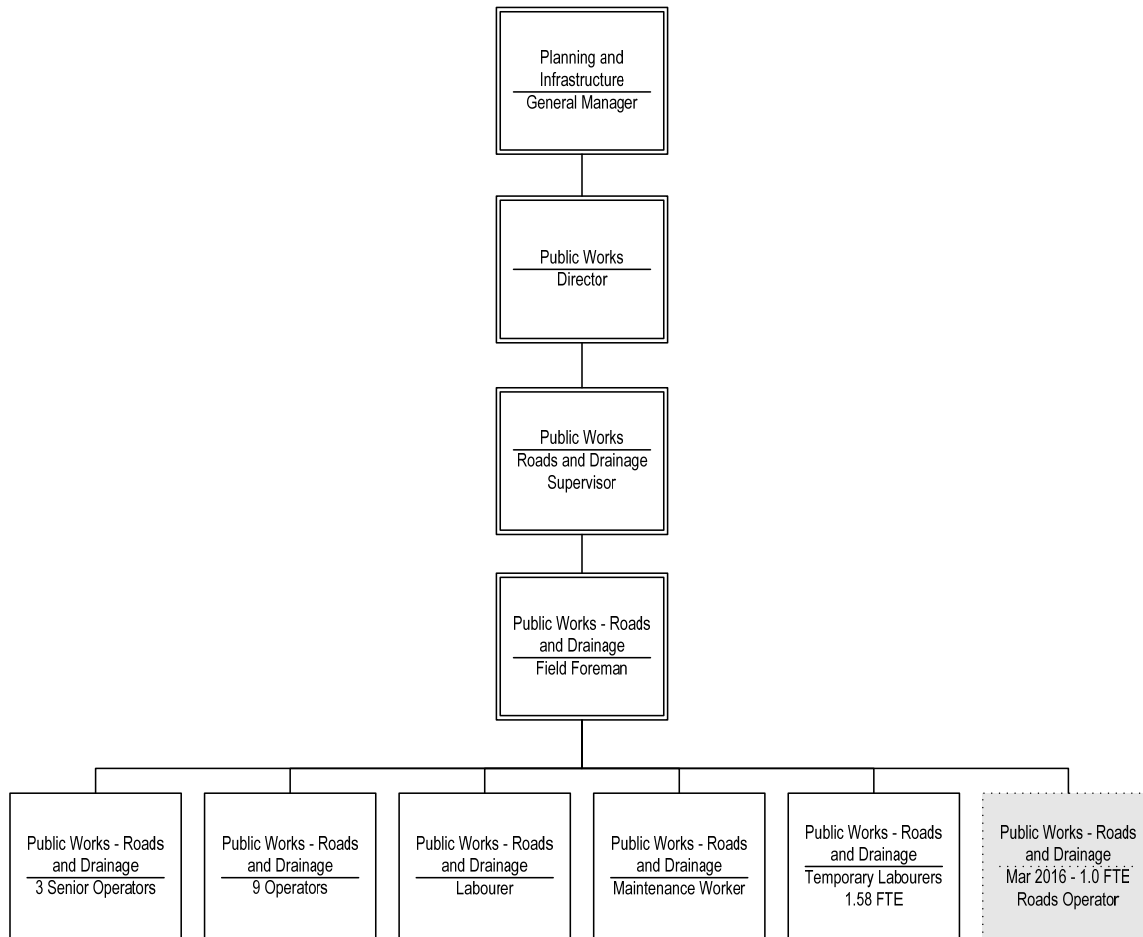 Planning and
Infrastructure
General Manager
Public Works
Director
Public Works
Roads and Drainage
Supervisor
Public Works - Roads
and Drainage
Field Foreman
Public Works - Roads
and Drainage
3 Senior Operators
Public Works - Roads
and Drainage
9 Operators
Public Works - Roads
and Drainage
Labourer
Public Works - Roads
and Drainage
Maintenance Worker
Public Works - Roads
and Drainage
Temporary Labourers
1.58 FTE
Public Works - Roads
and Drainage
Mar 2016 - 1.0 FTE
Roads Operator